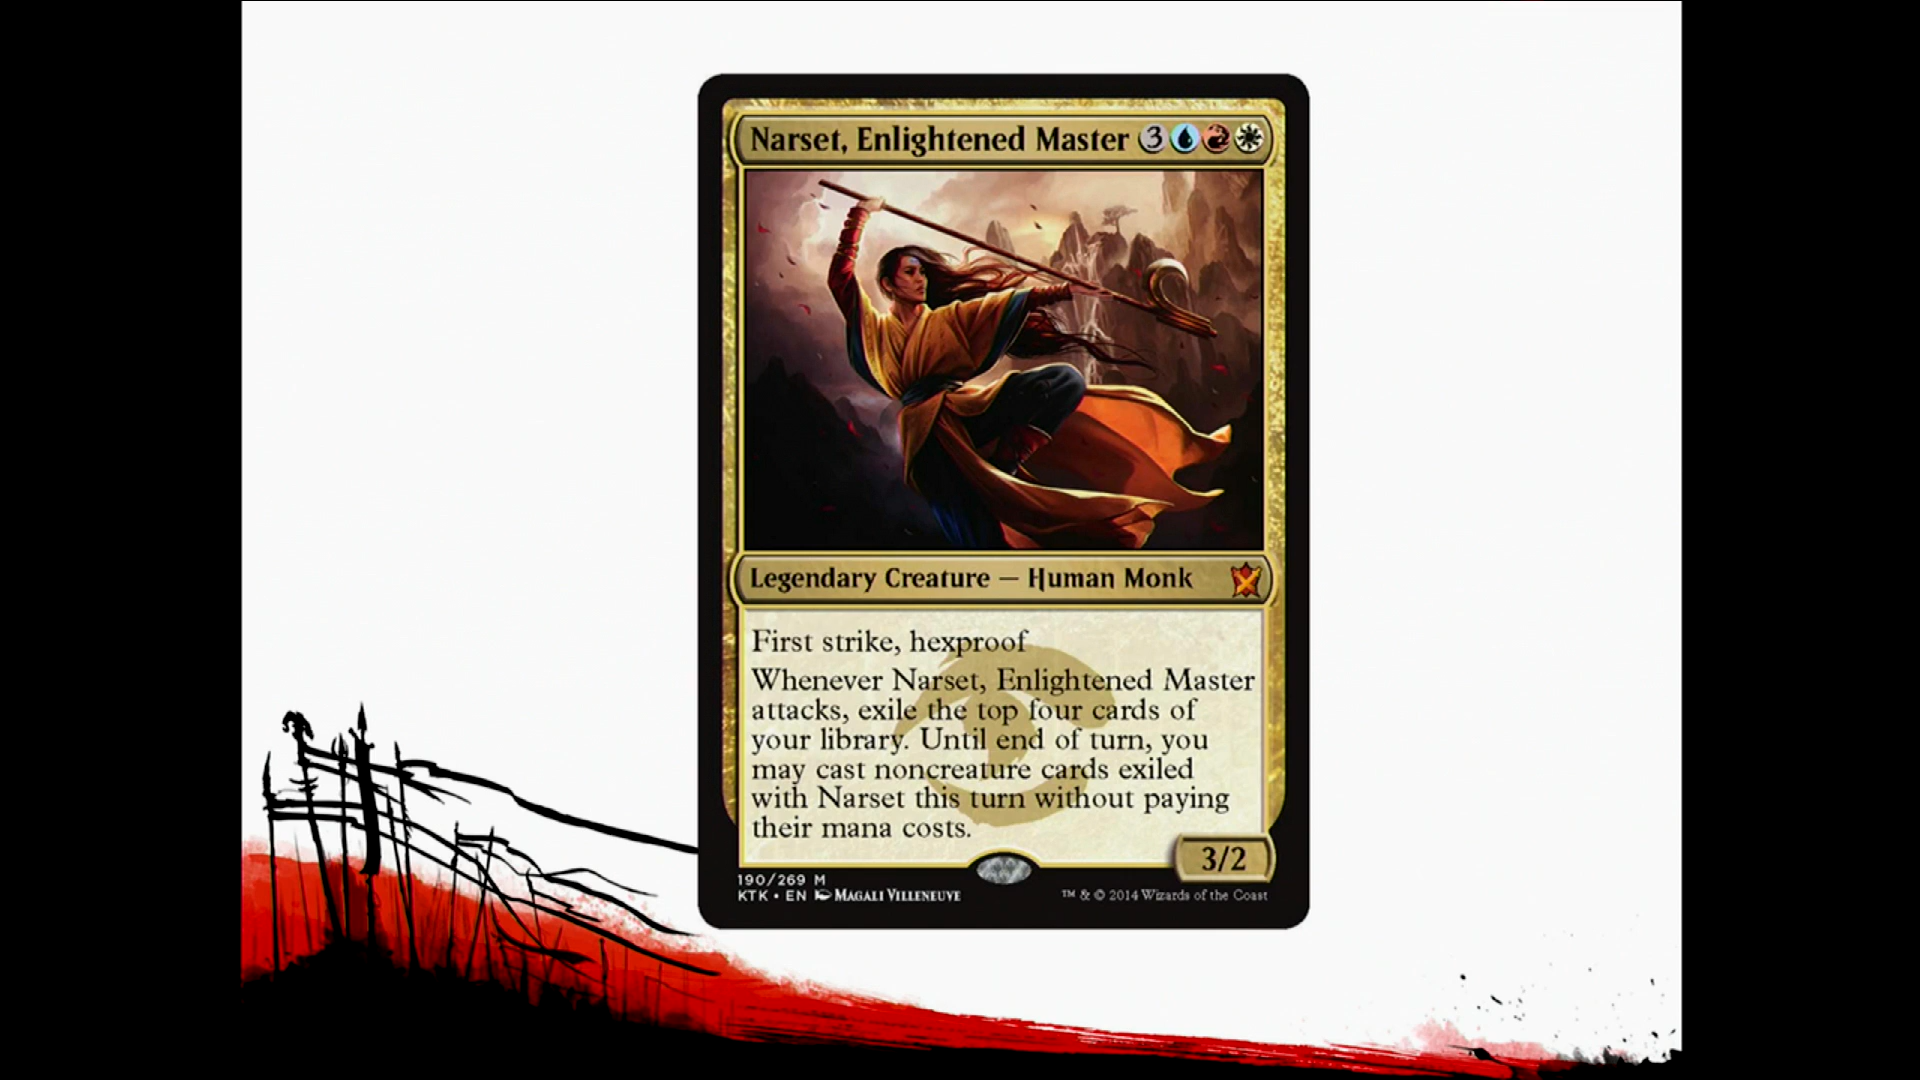 Narset, Enlightened Master 3
Legendary Creature — Human Monk
First strike, hexproof
Whenever Narset, Enlightened Master
attacks, exile the top four cards of
your library. Until end of turn, you
may cast noncreature cards exiled
with Narset this turn without paying
their mana costs.
3/2
190/269 M
KTK • EN MAGALI VILLENEUVE
™ & © 2014 Wizards of the Coast